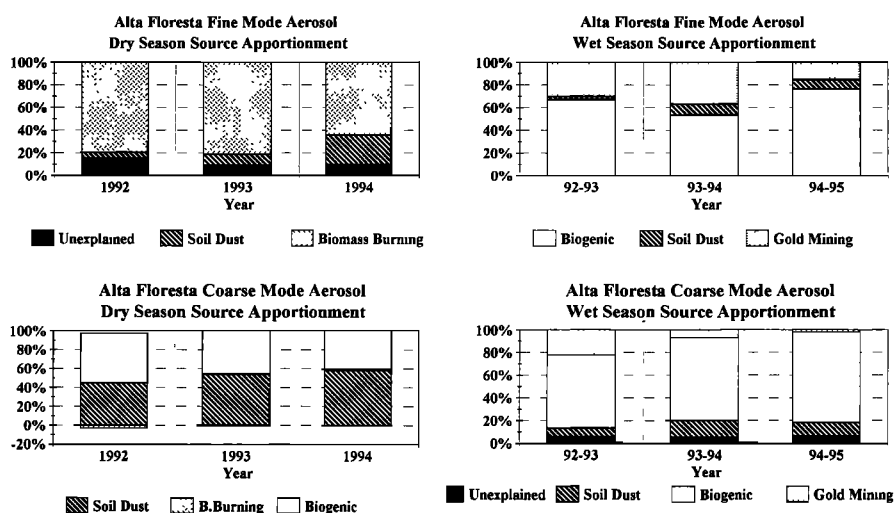 Alta Floresta Fine Mode Aerosol
Dry Season Source Apportionment
100%
80%
60%
40%
20%
0%
1992
1993
1994
Year
Unexplained
Soil Dust
Biomass Burning
Alta Floresta Fine Mode Aerosol
Wet Season Source Apportionment
100%
80%
60%
40%
20%
0%
92-93
93-94
94-95
Year
Biogenic
Soil Dust
Gold Mining
Alta Floresta Coarse Mode Aerosol
Dry Season Source Apportionment
100%
80%
60%
40%
20%
0%
-20%
1992
1993
1994
Year
Soil Dust
B.Burning
Biogenic
Alta Floresta Coarse Mode Aerosol
Wet Season Source Apportionment
100%
80%
60%
40%
20%
0%
92-93
93-94
94-95
Year
Unexplained
Soil Dust
Biogenic
Gold Mining